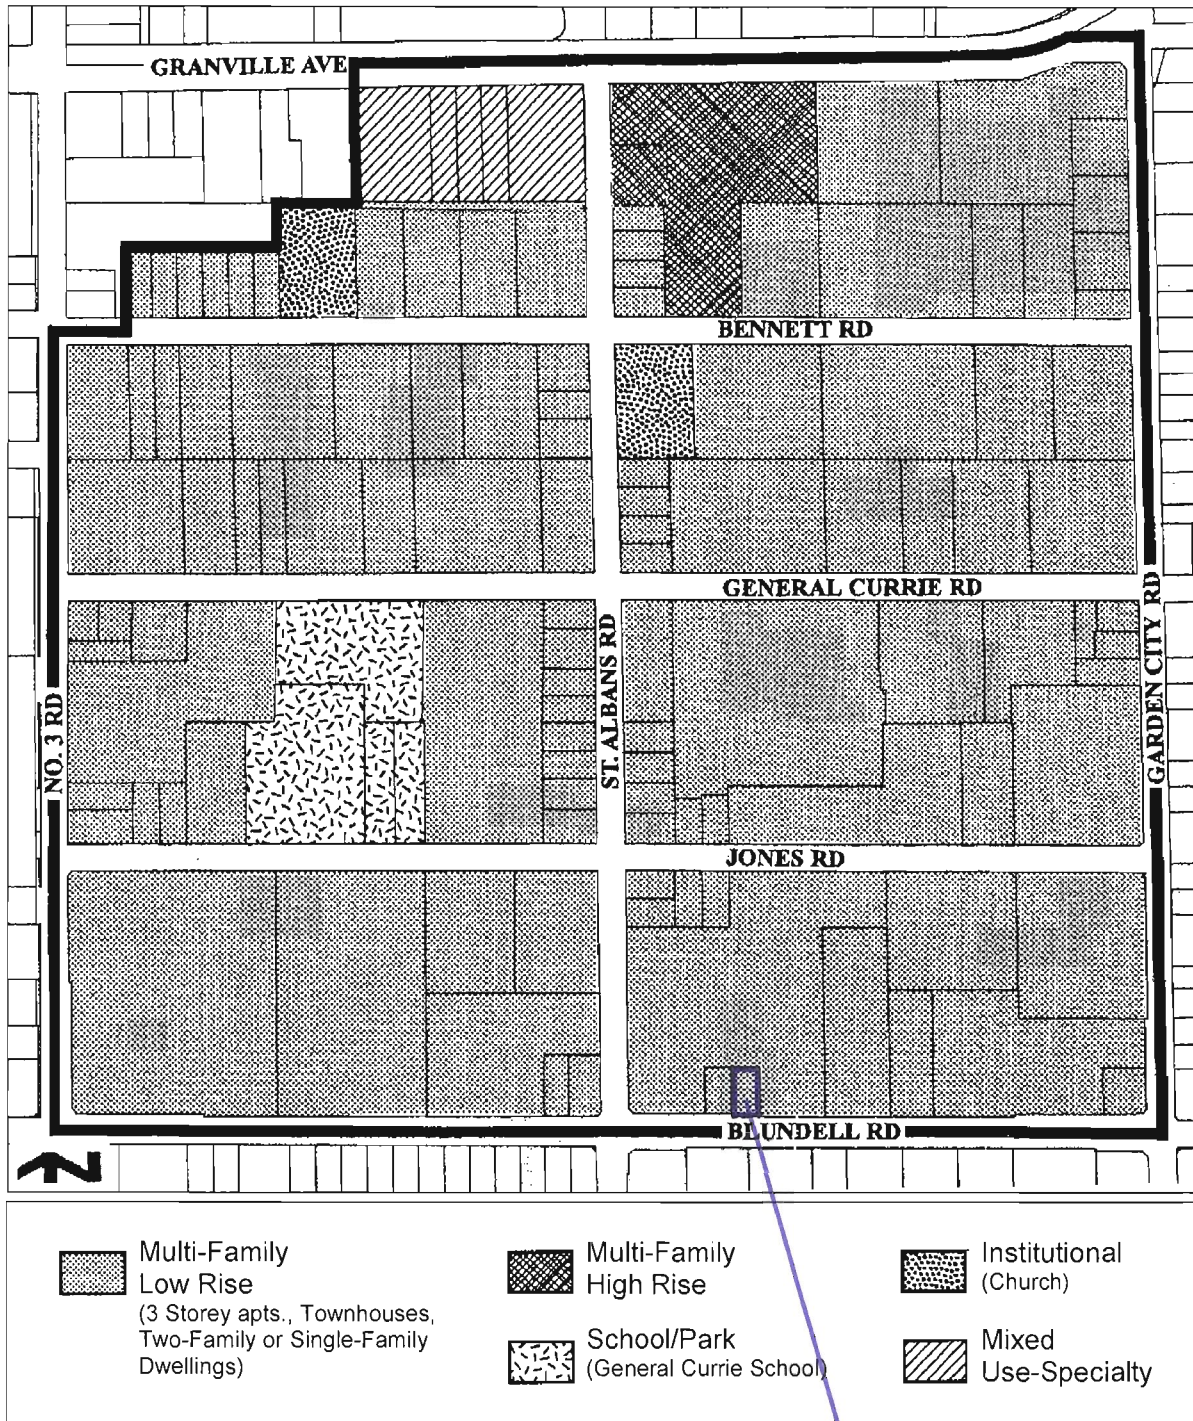 GRANVILLE AVE
BENNETT RD
GENERAL CURRIE RD
NO. 3 RD
ST. ALBANS RD
GARDEN CITY RD
JONES RD
BLUNDELL RD
Multi-Family
Low Rise
(3 Storey apts., Townhouses,
Two-Family or Single-Family
Dwellings)
Multi-Family
High Rise
School/Park
(General Currie School)
Institutional
(Church)
Mixed
Use-Specialty